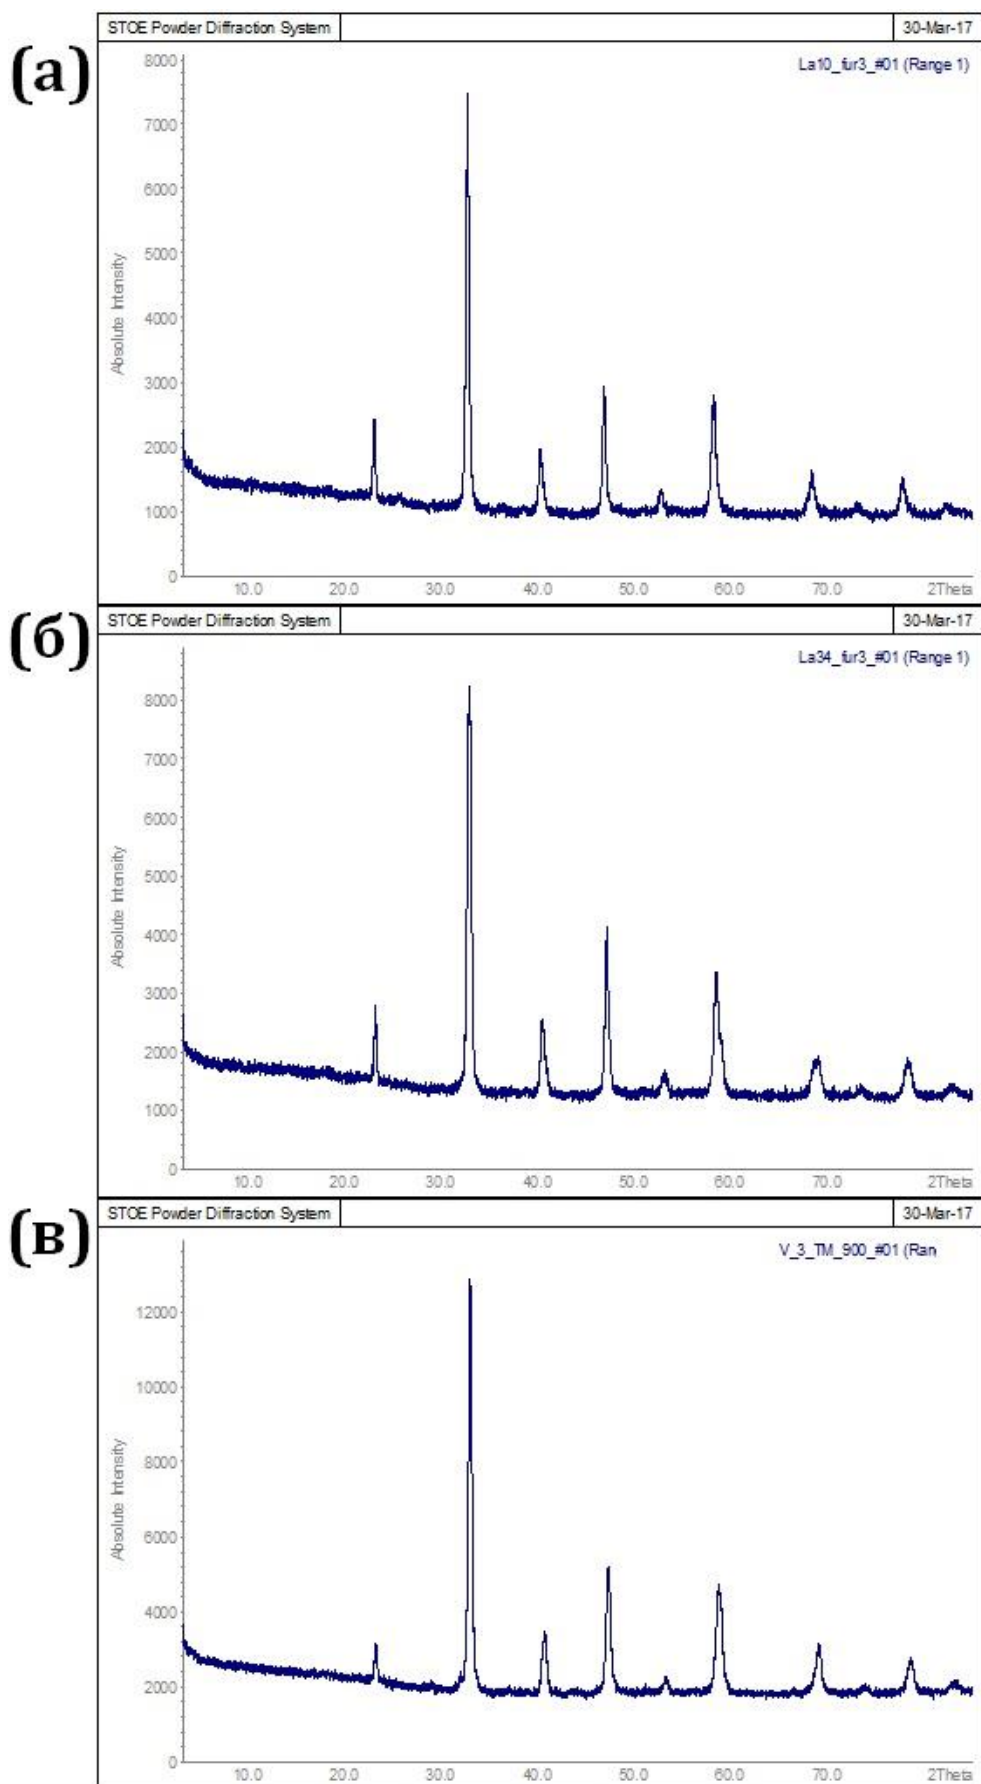 (а)
STOE Powder Diffraction System
30-Mar-17
La10_fur3_#01 (Range 1)
Absolute Intensity
8000
7000
6000
5000
4000
3000
2000
1000
0
10.0 20.0 30.0 40.0 50.0 60.0 70.0 2Theta
(б)
STOE Powder Diffraction System
30-Mar-17
La34_fur3_#01 (Range 1)
Absolute Intensity
8000
7000
6000
5000
4000
3000
2000
1000
0
10.0 20.0 30.0 40.0 50.0 60.0 70.0 2Theta
(в)
STOE Powder Diffraction System
30-Mar-17
V_3_TM_900_#01 (Ran
Absolute Intensity
12000
10000
8000
6000
4000
2000
0
10.0 20.0 30.0 40.0 50.0 60.0 70.0 2Theta